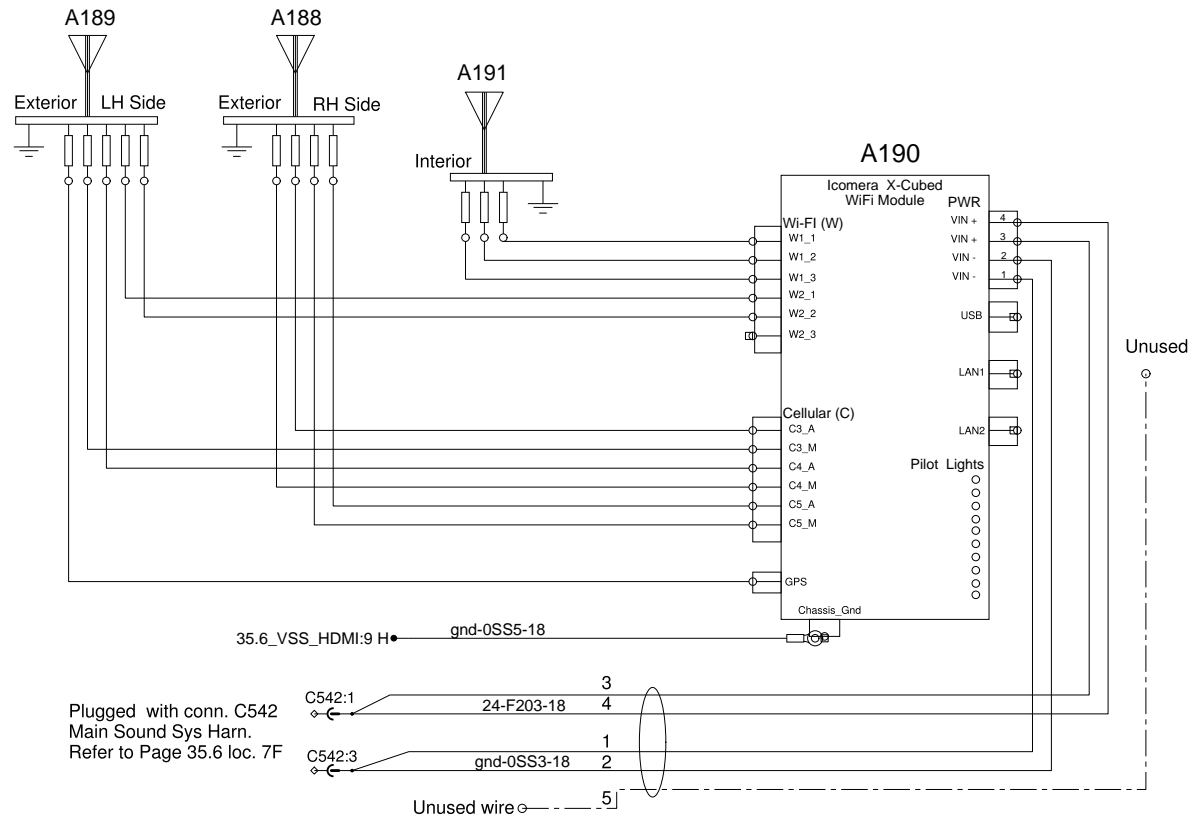 A189
A188
A191
Exterior LH Side
Exterior RH Side
Interior
A190
Icomera X-Cubed
WiFi Module
PWR
Wi-FI (W)
W1_1
W1_2
W1_3
W2_1
W2_2
W2_3
VIN + 4
VIN + 3
VIN - 2
VIN - 1
USB
LAN1
LAN2
Unused
Cellular (C)
C3_A
C3_M
C4_A
C4_M
C5_A
C5_M
Pilot Lights
GPS
Chassis_Gnd
35.6_VSS_HDMI:9 H
gnd-0SS5-18
Plugged with conn. C542
Main Sound Sys Harn.
Refer to Page 35.6 loc. 7F
C542:1
3
24-F203-18 4
C542:3
1
gnd-0SS3-18 2
5
Unused wire